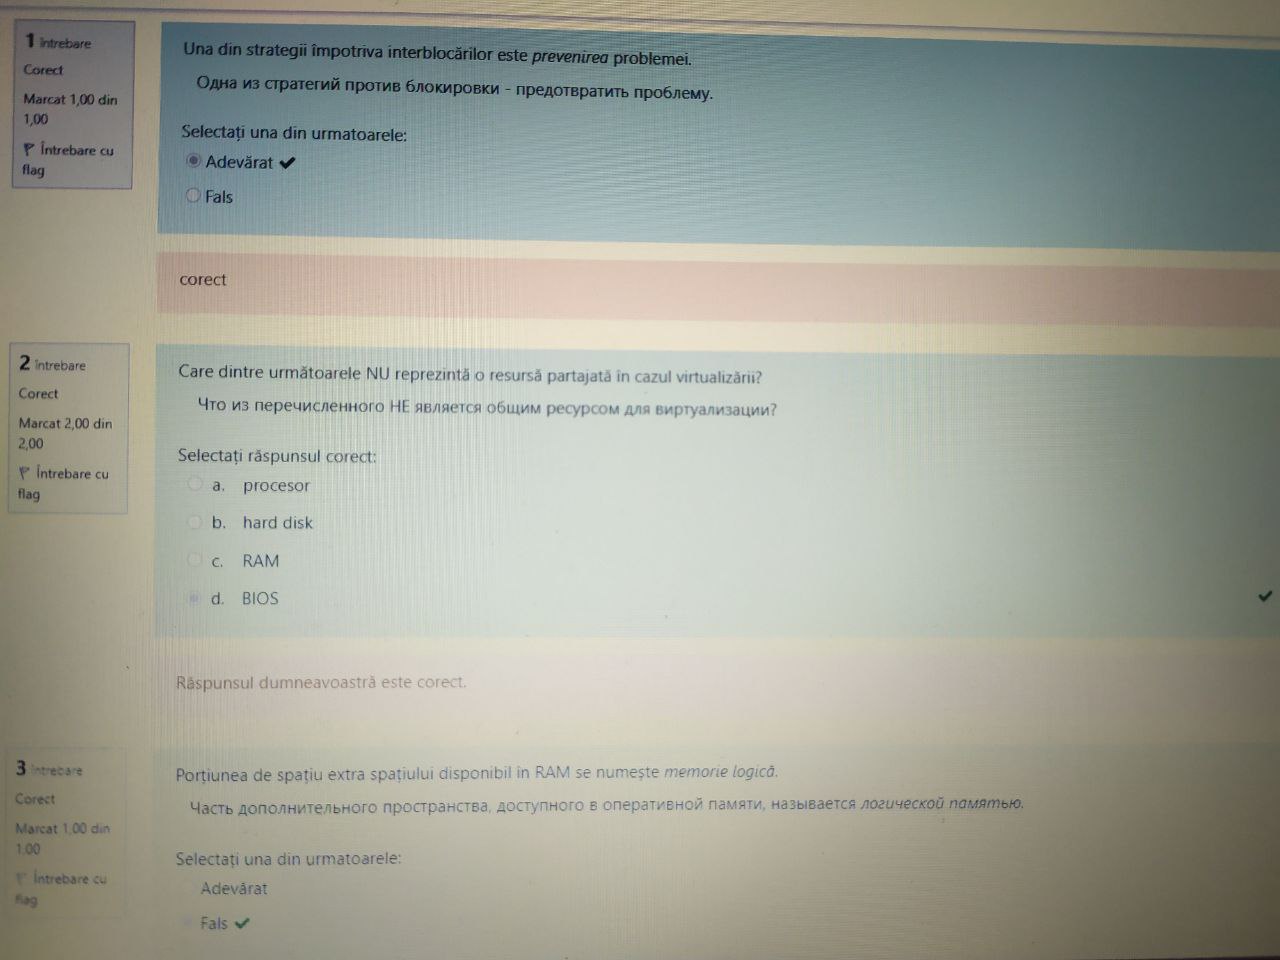 1 Întrebare
Corect
Marcat 1,00 din
1,00
Întrebare cu
flag
Una din strategii împotriva interblocărilor este prevenirea problemei.
Одна из стратегий против блокировки - предотвратить проблему.
Selectați una din urmatoarele:
Adevărat
Fals
corect
2 Întrebare
Corect
Marcat 2,00 din
2,00
Întrebare cu
flag
Care dintre următoarele NU reprezintă o resursă partajată în cazul virtualizării?
Что из перечисленного НЕ является общим ресурсом для виртуализации?
Selectați răspunsul corect:
a. procesor
b. hard disk
c. RAM
d. BIOS
Răspunsul dumneavoastră este corect.
3 Întrebare
Corect
Marcat 1,00 din
1,00
Întrebare cu
flag
Porțiunea de spațiu extra spațiului disponibil în RAM se numește memorie logică.
Часть дополнительного пространства, доступного в оперативной памяти, называется логической памятью.
Selectați una din urmatoarele:
Adevărat
Fals